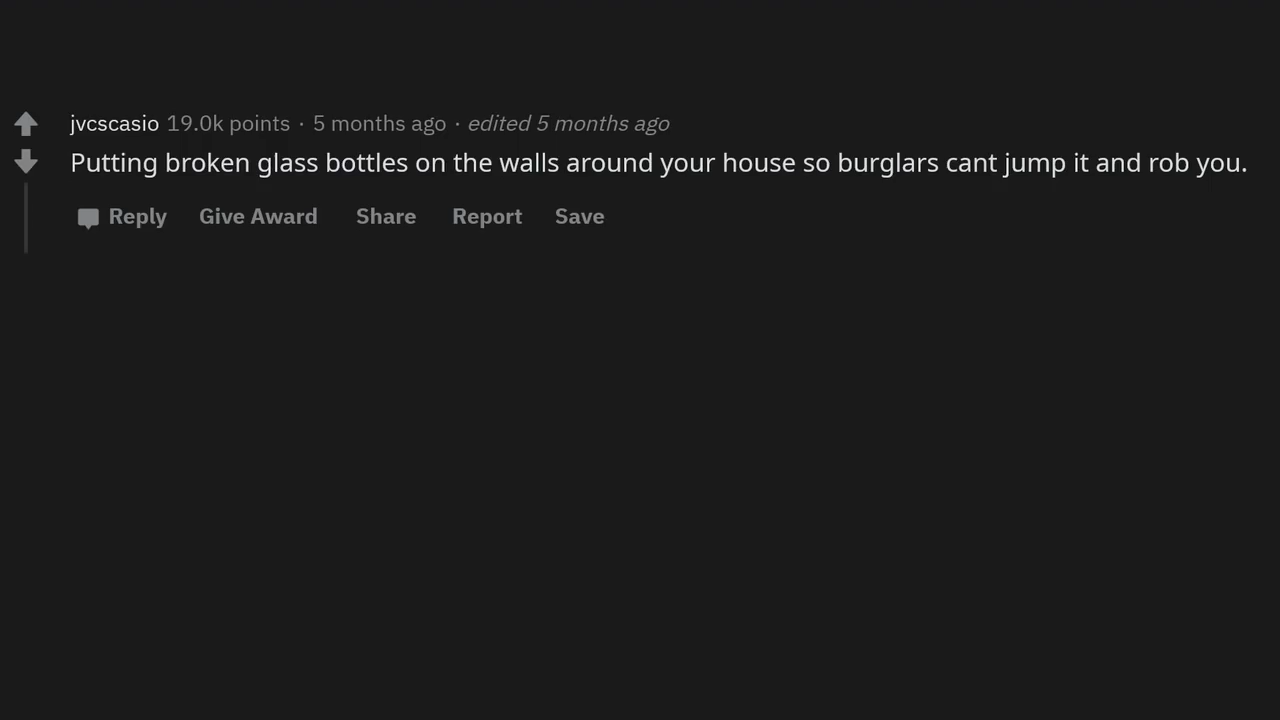 jvcscasio 19.0k points · 5 months ago · edited 5 months ago
Putting broken glass bottles on the walls around your house so burglars cant jump it and rob you.
Reply Give Award Share Report Save